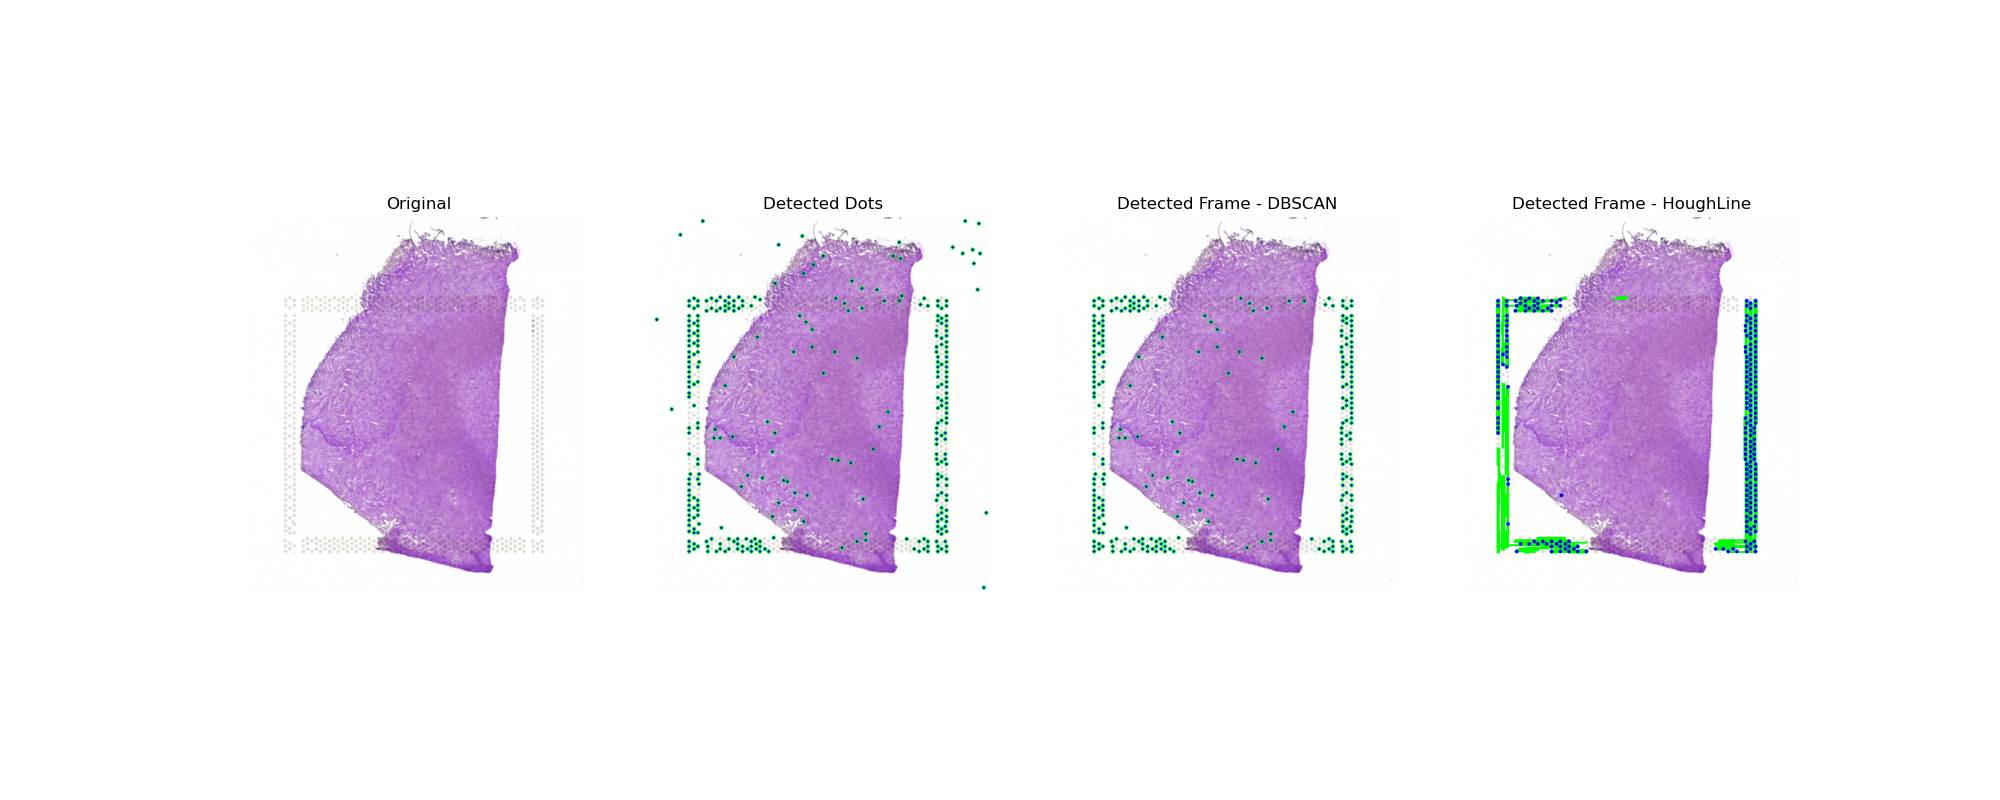 Original
Detected Dots
Detected Frame - DBSCAN
Detected Frame - HoughLine